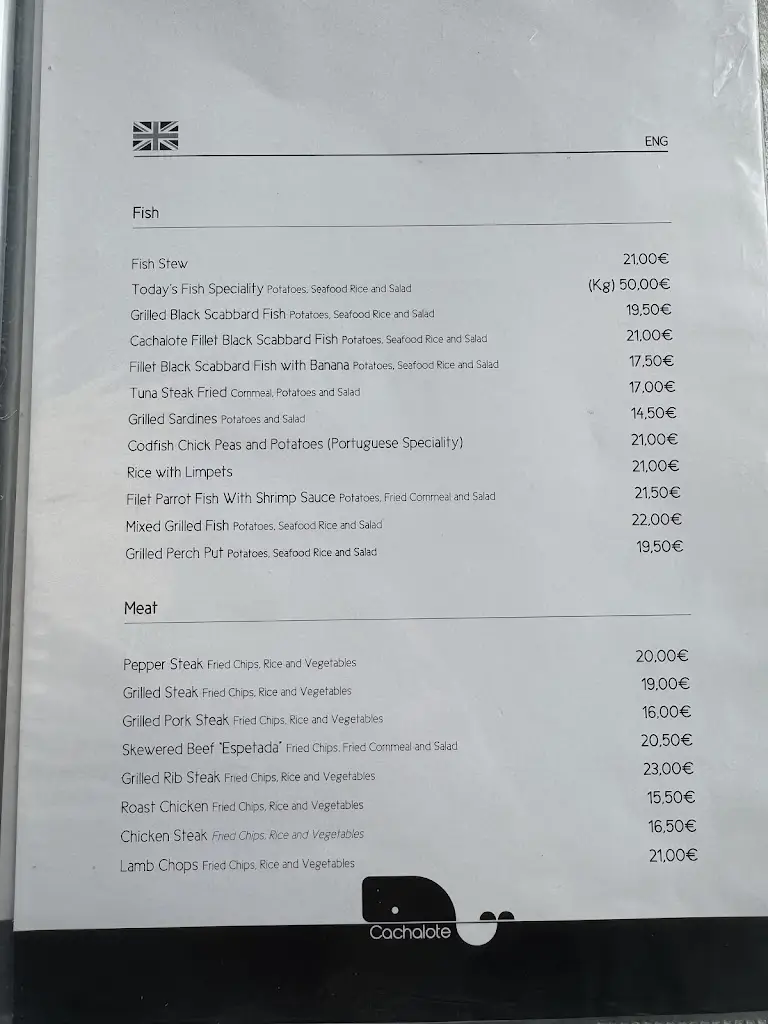 ENG
Fish
Fish Stew 21,00€
Today's Fish Speciality Potatoes, Seafood Rice and Salad (Kg) 50,00€
Grilled Black Scabbard Fish Potatoes, Seafood Rice and Salad 19,50€
Cachalote Fillet Black Scabbard Fish Potatoes, Seafood Rice and Salad 21,00€
Fillet Black Scabbard Fish with Banana Potatoes, Seafood Rice and Salad 17,50€
Tuna Steak Fried Cornmeal, Potatoes and Salad 17,00€
Grilled Sardines Potatoes and Salad 14,50€
Codfish Chick Peas and Potatoes (Portuguese Speciality) 21,00€
Rice with Limpets 21,00€
Filet Parrot Fish With Shrimp Sauce Potatoes, Fried Cornmeal and Salad 21,50€
Mixed Grilled Fish Potatoes, Seafood Rice and Salad 22,00€
Grilled Perch Put Potatoes, Seafood Rice and Salad 19,50€
Meat
Pepper Steak Fried Chips, Rice and Vegetables 20,00€
Grilled Steak Fried Chips, Rice and Vegetables 19,00€
Grilled Pork Steak Fried Chips, Rice and Vegetables 16,00€
Skewered Beef "Espetada" Fried Chips, Fried Cornmeal and Salad 20,50€
Grilled Rib Steak Fried Chips, Rice and Vegetables 23,00€
Roast Chicken Fried Chips, Rice and Vegetables 15,50€
Chicken Steak Fried Chips, Rice and Vegetables 16,50€
Lamb Chops Fried Chips, Rice and Vegetables 21,00€
Cachalote